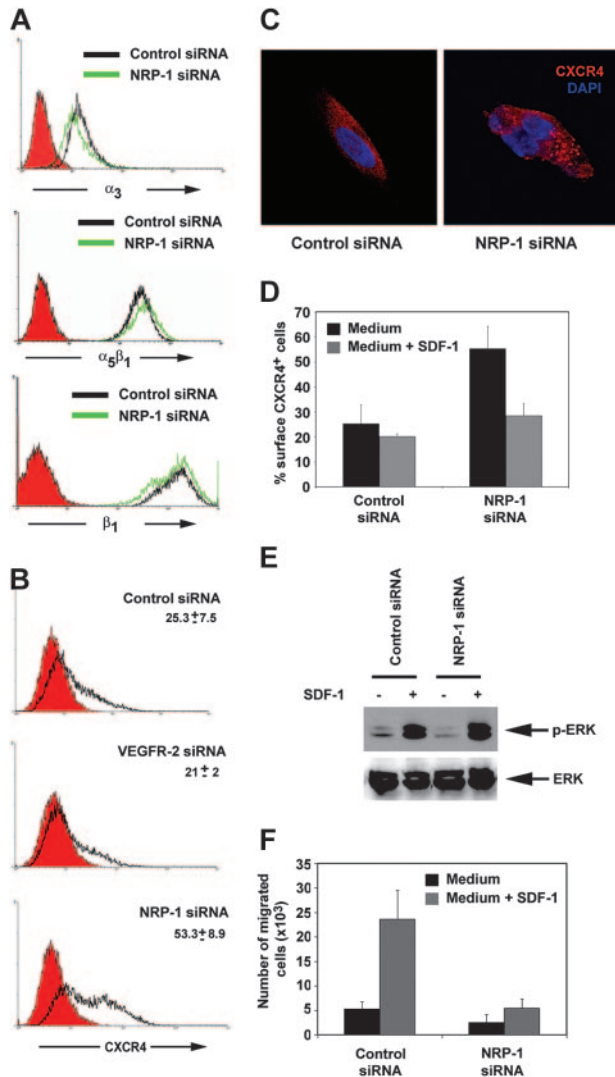 A
Control siRNA
NRP-1 siRNA
α3
Control siRNA
NRP-1 siRNA
α5β1
Control siRNA
NRP-1 siRNA
β1
B
Control siRNA
25.3±7.5
VEGFR-2 siRNA
21 ± 2
NRP-1 siRNA
53.3±8.9
CXCR4
C
CXCR4
DAPI
Control siRNA
NRP-1 siRNA
D
% surface CXCR4+ cells
70
60
50
40
30
20
10
0
Medium
Medium + SDF-1
Control
siRNA
NRP-1
siRNA
E
Control siRNA
NRP-1 siRNA
SDF-1 - + - +
p-ERK
ERK
F
Number of migrated
cells (x103)
35
30
25
20
15
10
5
0
Medium
Medium + SDF-1
Control
siRNA
NRP-1
siRNA